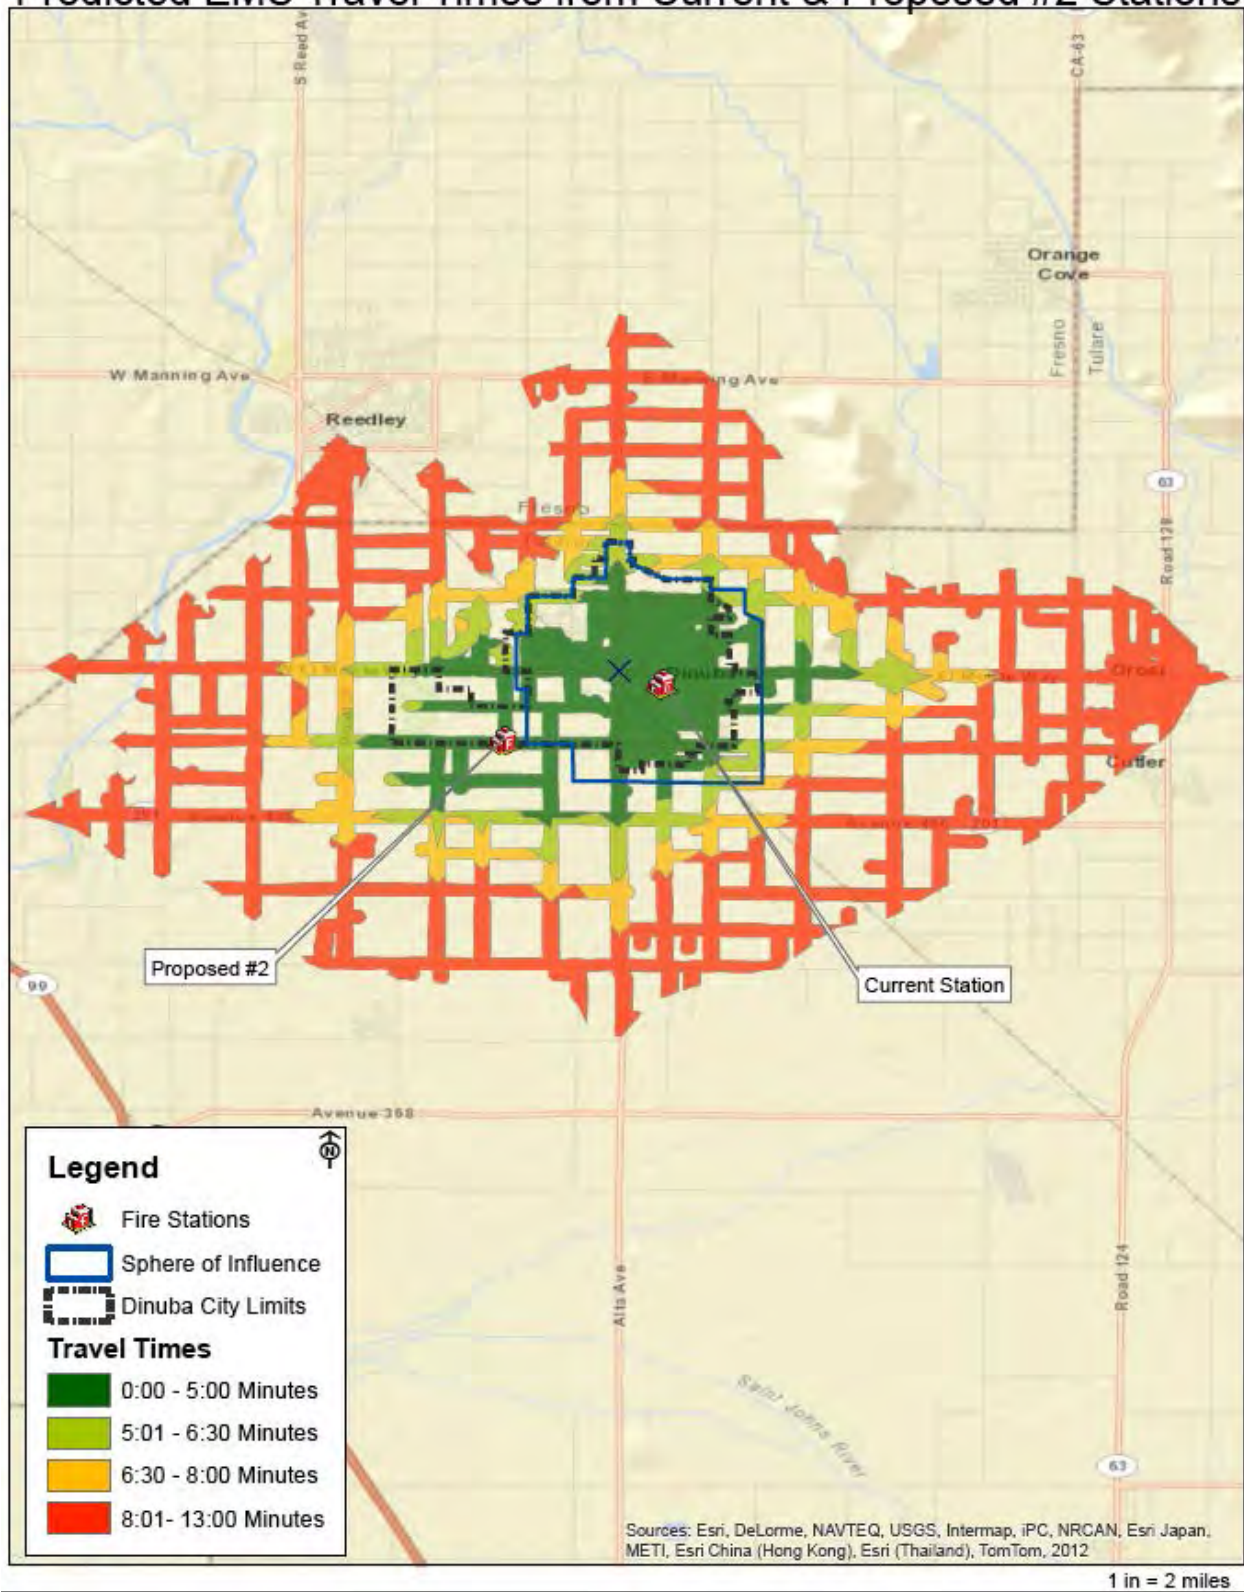 Predicted EMS Travel Times from Current & Proposed #2 Stations
S Reed Av
CA-63
Orange
Cove
Fresno
Tulare
W Manning Ave
Reedley
63
Road 128
Fresno
Dinuba
Orosi
Cutler
Proposed #2
Current Station
99
Avenue 368
Legend
N
Fire Stations
Sphere of Influence
Dinuba City Limits
Travel Times
0:00 - 5:00 Minutes
5:01 - 6:30 Minutes
6:30 - 8:00 Minutes
8:01- 13:00 Minutes
Alta Ave
Road 124
Saint Johns River
63
Sources: Esri, DeLorme, NAVTEQ, USGS, Intermap, iPC, NRCAN, Esri Japan,
METI, Esri China (Hong Kong), Esri (Thailand), TomTom, 2012
1 in = 2 miles